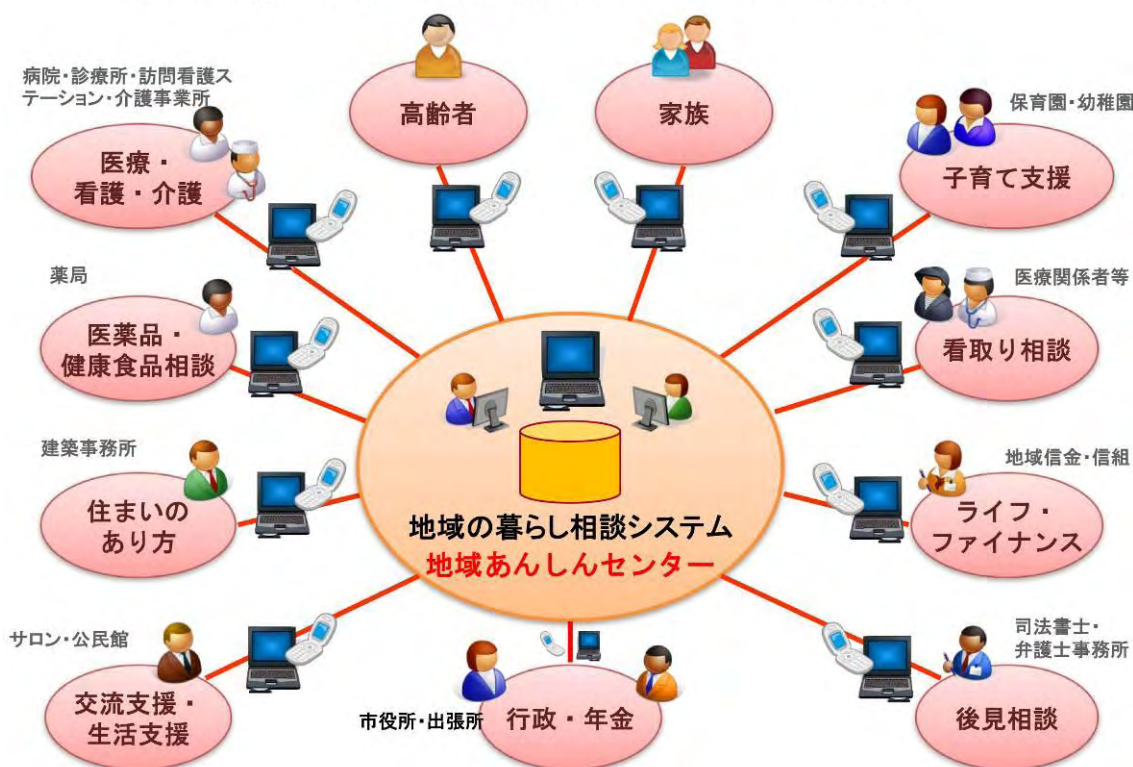 高齢者
家族
病院・診療所・訪問看護ス
テーション・介護事業所
医療・
看護・介護
保育園・幼稚園
子育て支援
薬局
医薬品・
健康食品相談
医療関係者等
看取り相談
建築事務所
住まいの
あり方
地域信金・信組
ライフ・
ファイナンス
地域の暮らし相談システム
地域あんしんセンター
サロン・公民館
交流支援・
生活支援
市役所・出張所
行政・年金
司法書士・
弁護士事務所
後見相談